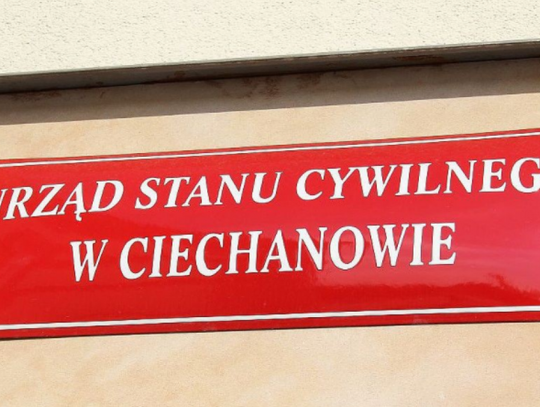 URZĄD STANU CYWILNEG
W CIECHANOWIE